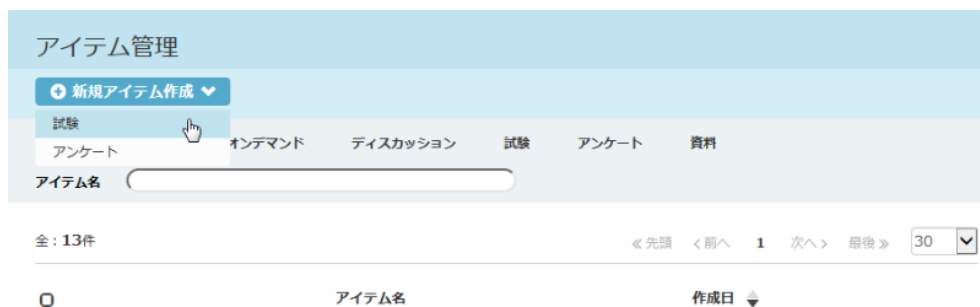 アイテム管理
新規アイテム作成
試験
アンケート
オンデマンド ディスカッション 試験 アンケート 資料
アイテム名
全：13件 ≪先頭 <前へ 1 次へ> 最後≫ 30
アイテム名 作成日